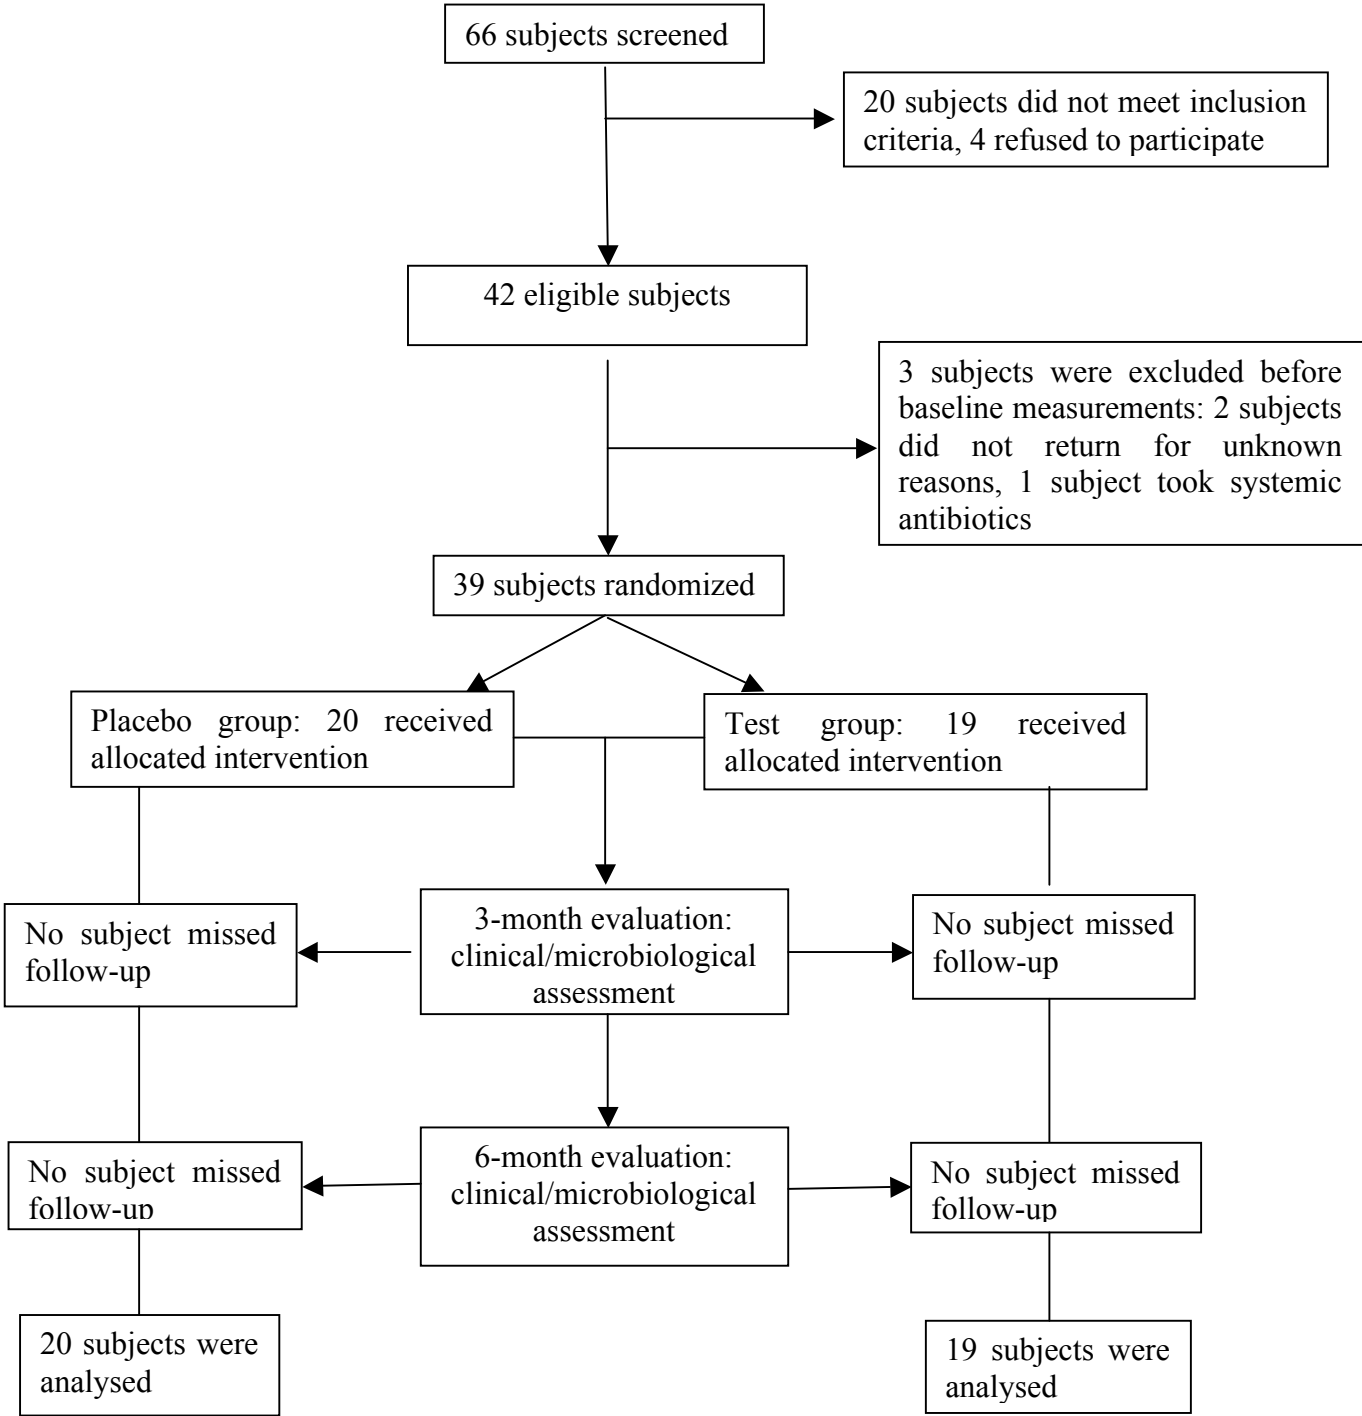 66 subjects screened
20 subjects did not meet inclusion
criteria, 4 refused to participate
42 eligible subjects
3 subjects were excluded before
baseline measurements: 2 subjects
did not return for unknown
reasons, 1 subject took systemic
antibiotics
39 subjects randomized
Placebo group: 20 received
allocated intervention
Test group: 19 received
allocated intervention
No subject missed
follow-up
3-month evaluation:
clinical/microbiological
assessment
No subject missed
follow-up
No subject missed
follow-up
6-month evaluation:
clinical/microbiological
assessment
No subject missed
follow-up
20 subjects were
analysed
19 subjects were
analysed